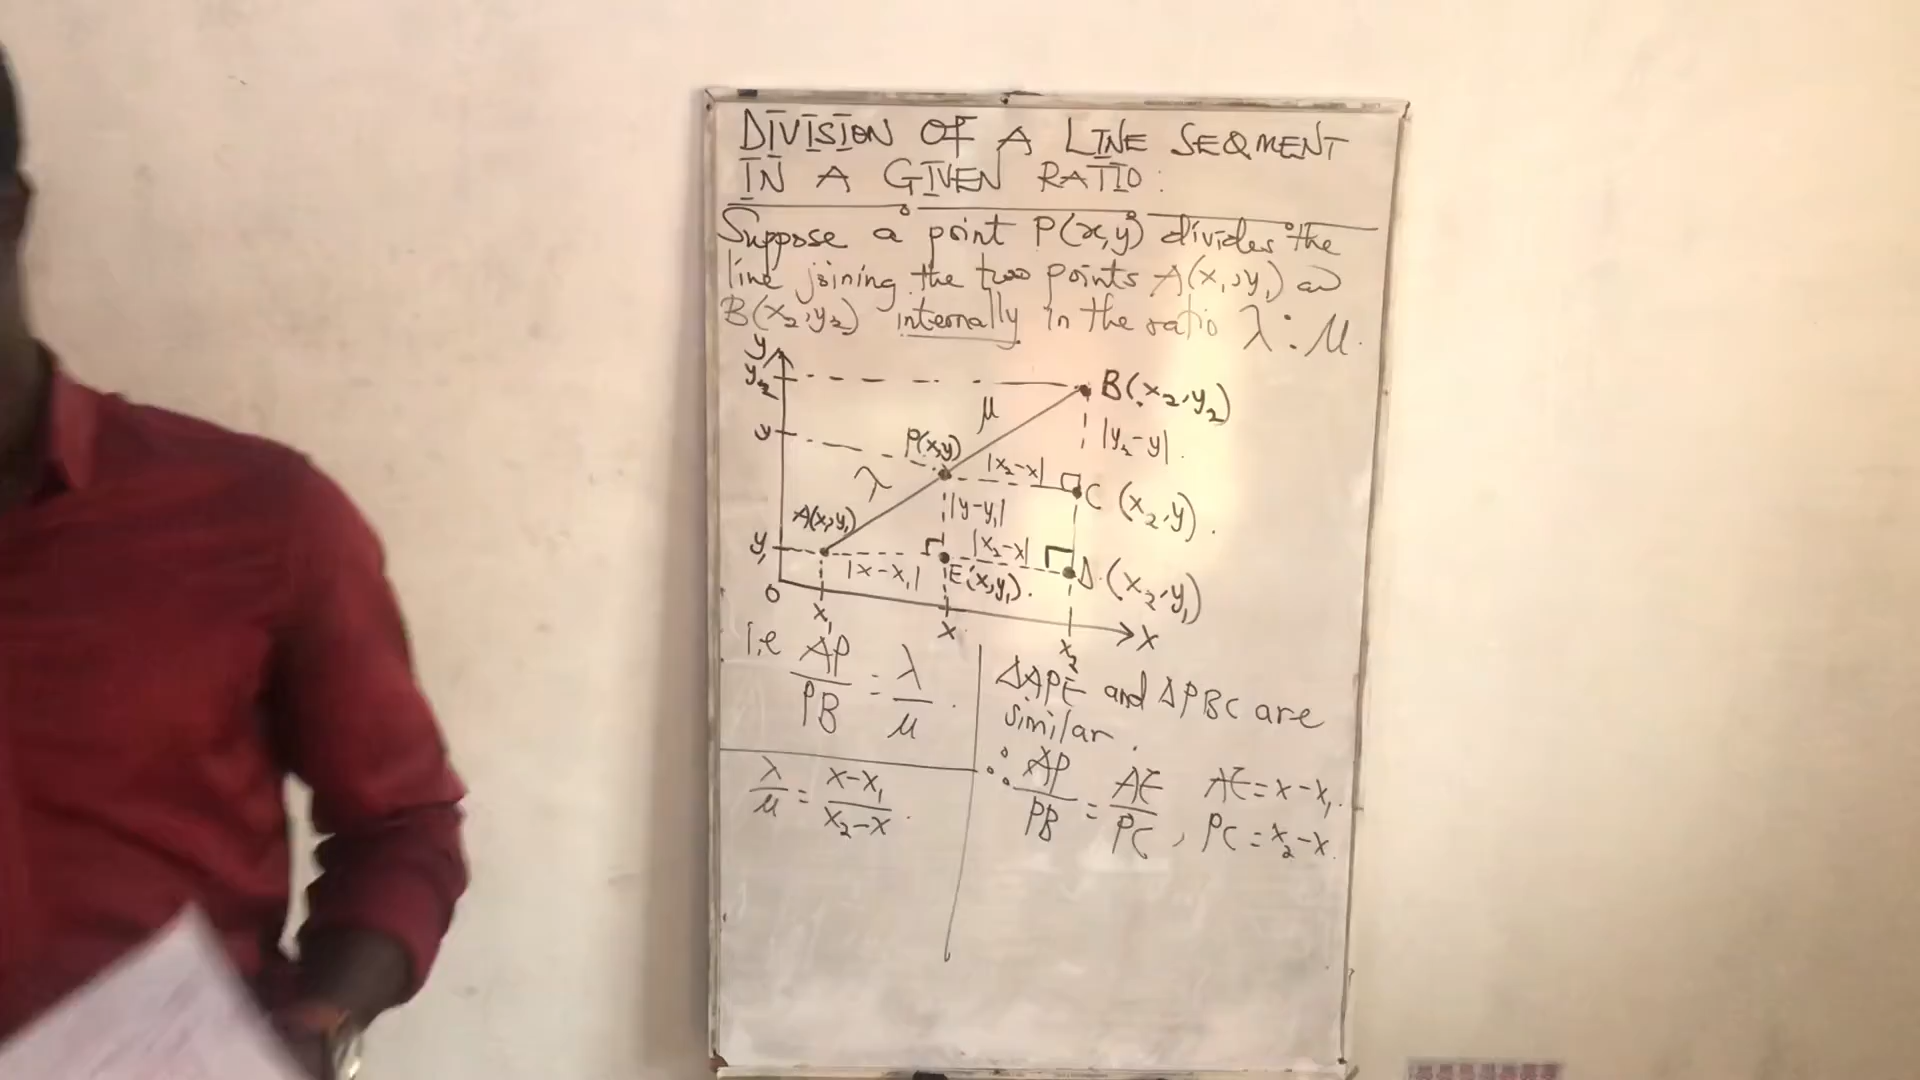 DIVISION OF A LINE SEGMENT
IN A GIVEN RATIO:
Suppose a point P(x,y) divides the
line joining the two points A(x₁,y₁) and
B(x₂,y₂) internally in the ratio λ:μ.
y
y₂
B(x₂,y₂)
μ
|y₂-y|.
y
P(x,y)
|x₂-x|
λ
C (x₂,y).
|y-y₁|
A(x₁,y₁)
y₁
|x₂-x|
|x-x₁|
E(x,y₁).
D.(x₂,y₁)
O
x₁
x
x₂
X
i.e AP/PB = λ/μ.
ΔAPE and ΔPBC are
similar.
λ/μ = x-x₁/x₂-x.
∴ AP/PB = AE/PC, AE=x-x₁.
PC=x₂-x.